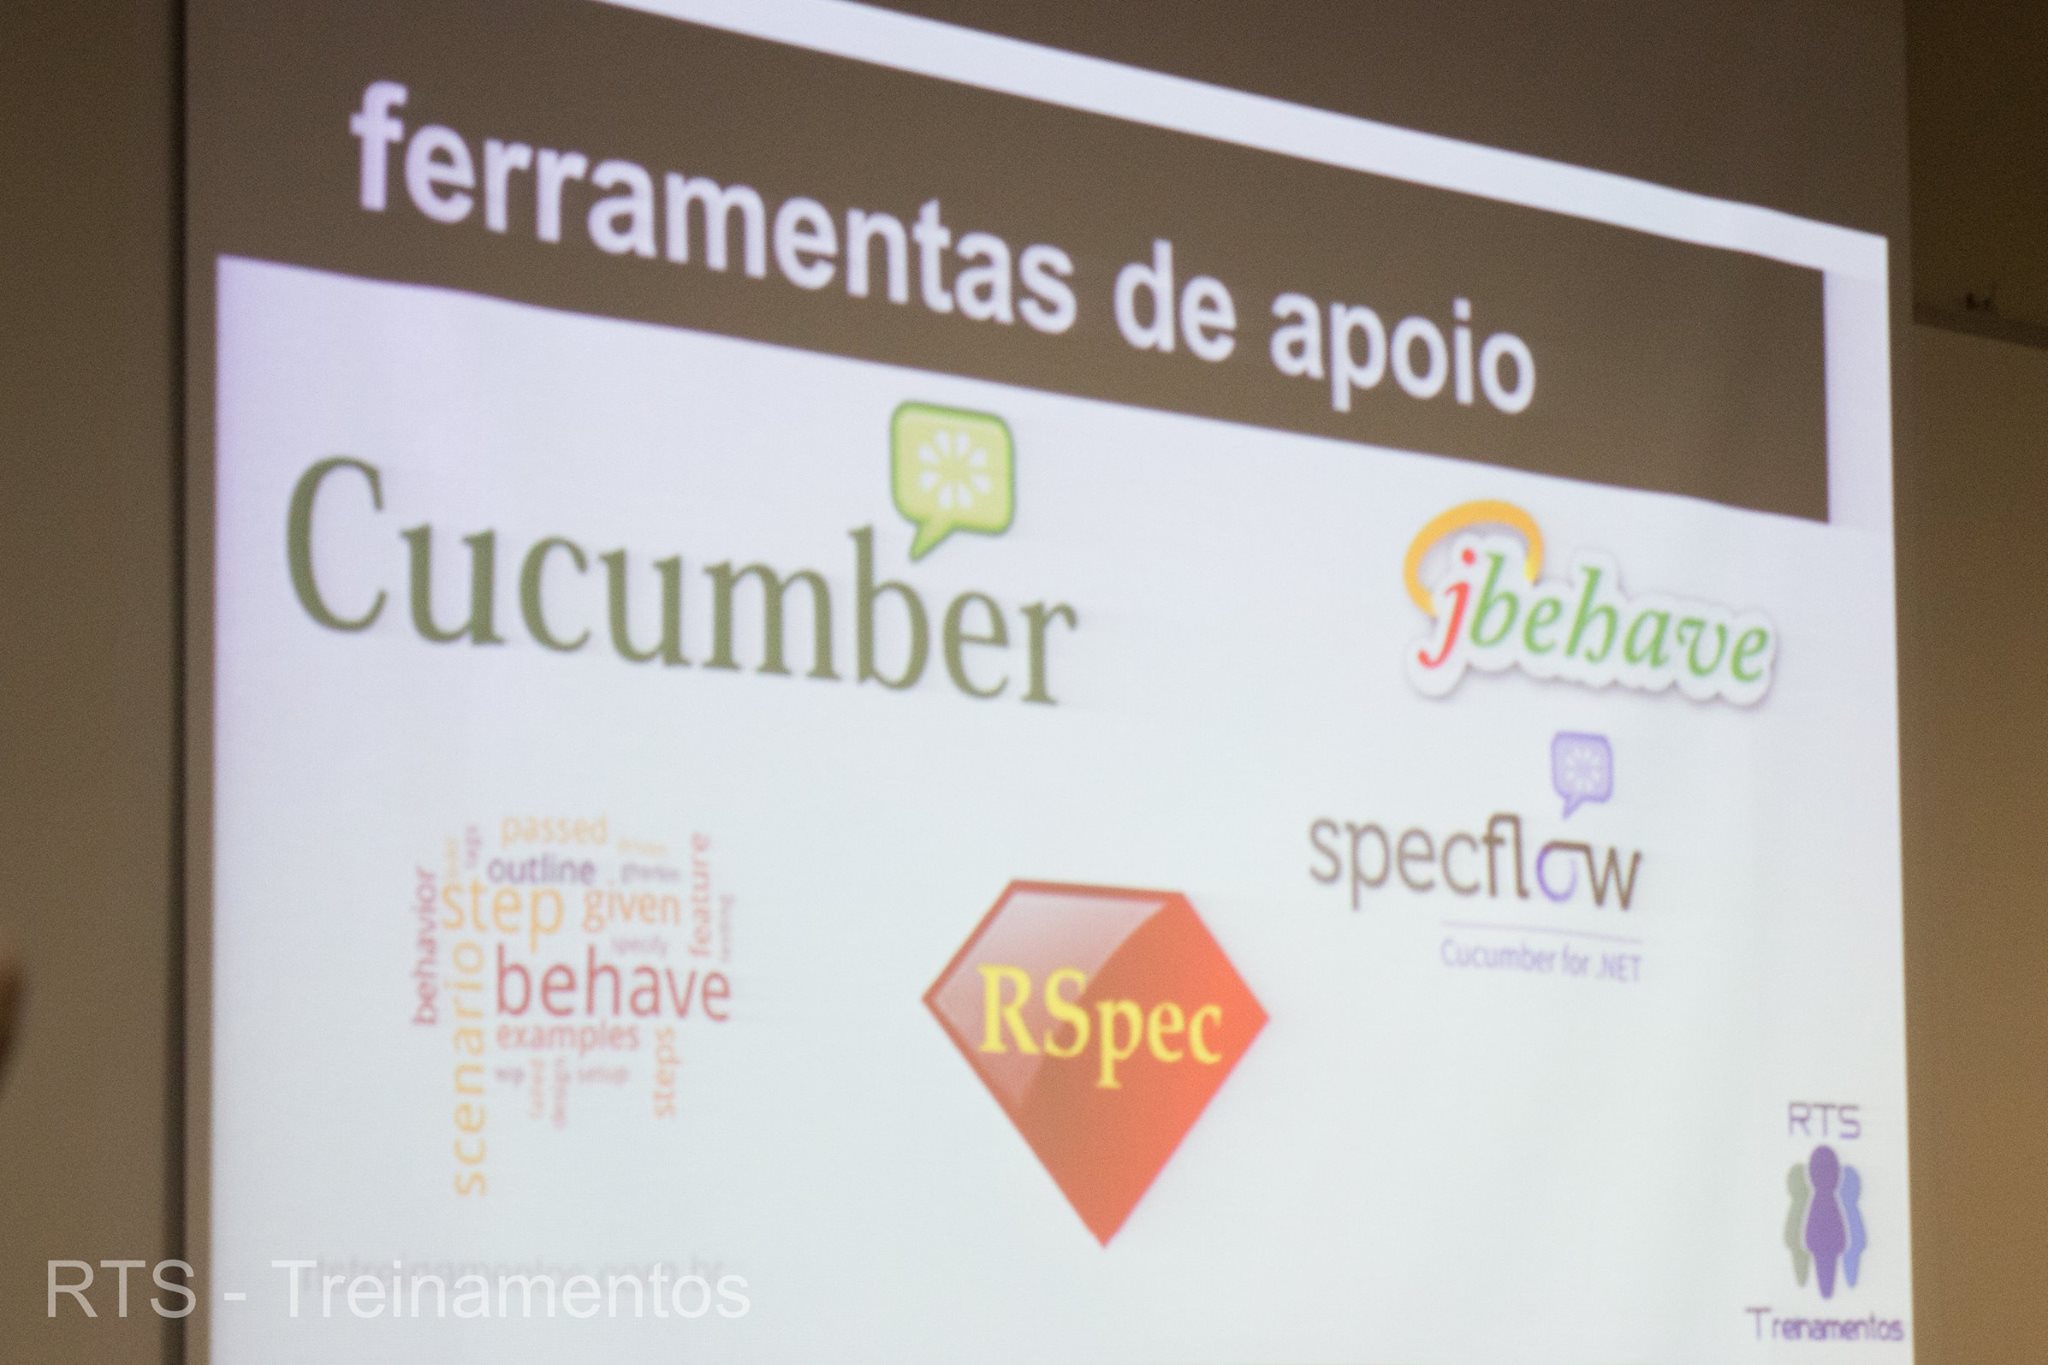 ferramentas de apoio
Cucumber
jbehave
specflow
Cucumber for .NET
passed
outline
step given
behavior
scenario
feature
behave
examples
steps
setup
RSpec
RTS
Treinamentos
RTS - Treinamentos